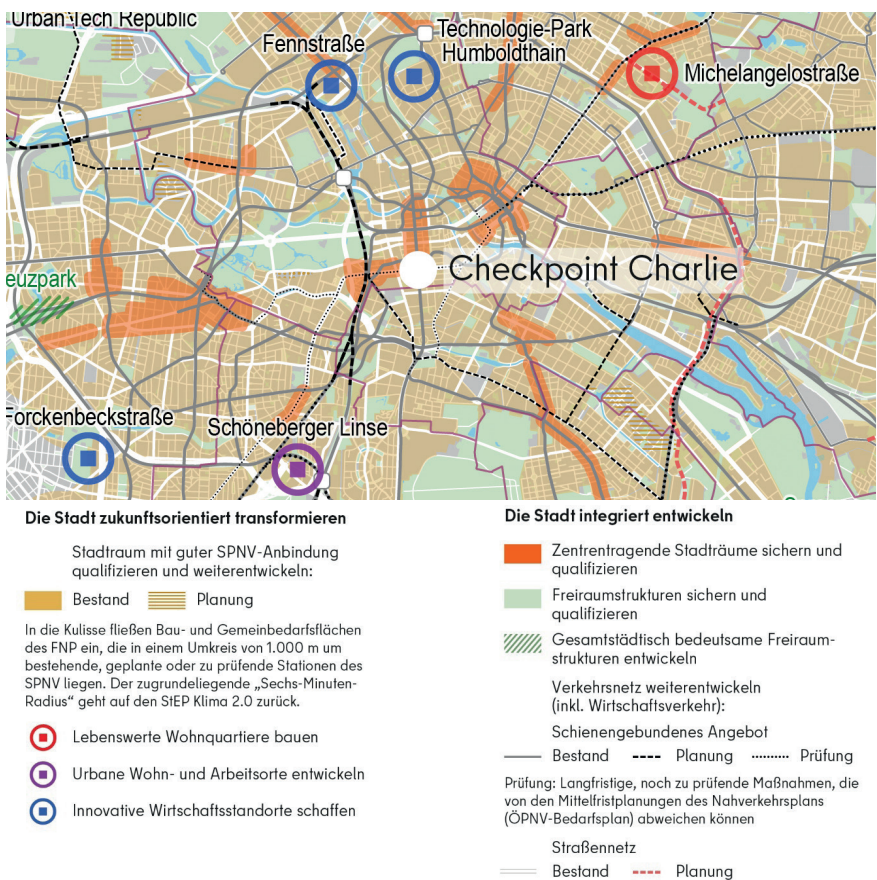 Urban Tech Republic
Technologie-Park
Humboldthain
Fennstraße
Michelangelostraße
Checkpoint Charlie
euzpark
Forckenbeckstraße
Schöneberger Linse
Die Stadt zukunftsorientiert transformieren
Stadtraum mit guter SPNV-Anbindung
qualifizieren und weiterentwickeln:
Bestand Planung
In die Kulisse fließen Bau- und Gemeinbedarfsflächen
des FNP ein, die in einem Umkreis von 1.000 m um
bestehende, geplante oder zu prüfende Stationen des
SPNV liegen. Der zugrundeliegende „Sechs-Minuten-
Radius“ geht auf den StEP Klima 2.0 zurück.
Lebenswerte Wohnquartiere bauen
Urbane Wohn- und Arbeitsorte entwickeln
Innovative Wirtschaftsstandorte schaffen
Die Stadt integriert entwickeln
Zentrentragende Stadträume sichern und
qualifizieren
Freiraumstrukturen sichern und
qualifizieren
Gesamtstädtisch bedeutsame Freiraum-
strukturen entwickeln
Verkehrsnetz weiterentwickeln
(inkl. Wirtschaftsverkehr):
Schienengebundenes Angebot
Bestand Planung Prüfung
Prüfung: Langfristige, noch zu prüfende Maßnahmen, die
von den Mittelfristplanungen des Nahverkehrsplans
(ÖPNV-Bedarfsplan) abweichen können
Straßennetz
Bestand Planung